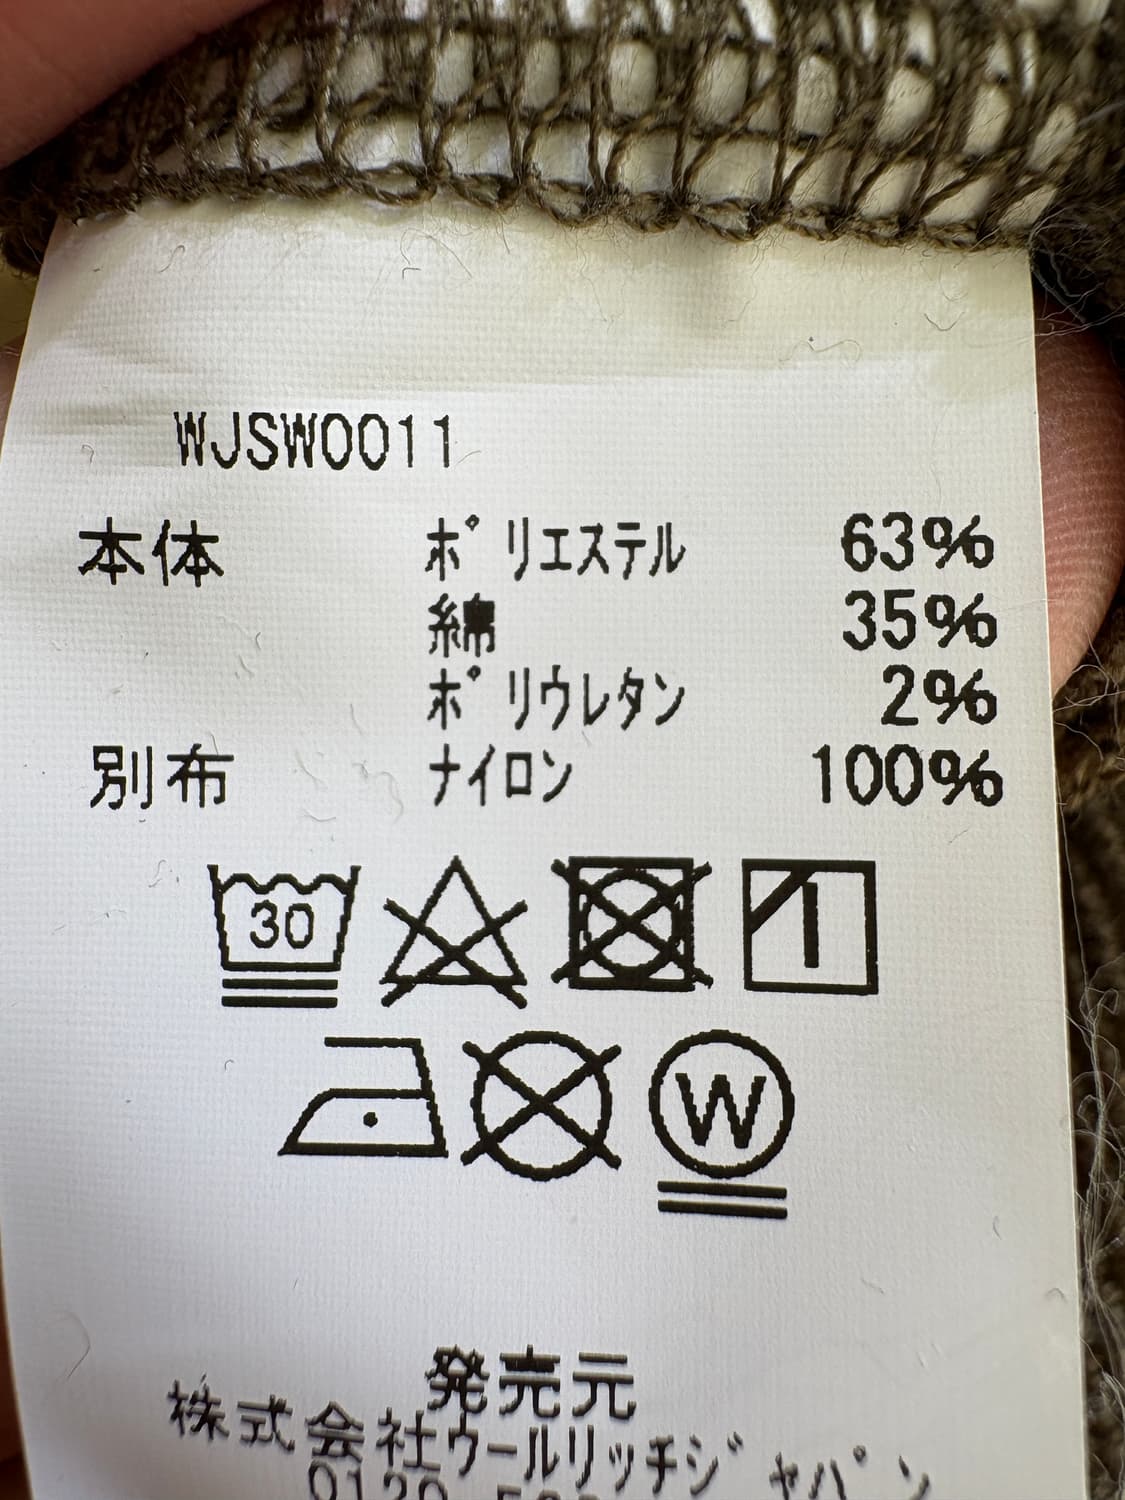 WJSW0011
本体 ポリエステル 63%
綿 35%
ポリウレタン 2%
別布 ナイロン 100%
30
W
発売元
株式会社ウールリッチジャパン
0120